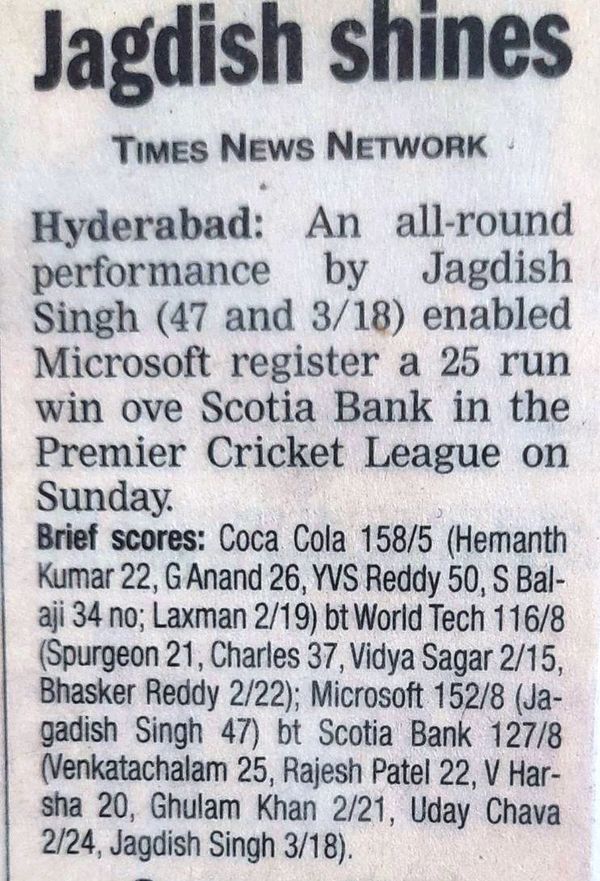 Jagdish shines
TIMES NEWS NETWORK
Hyderabad: An all-round
performance by Jagdish
Singh (47 and 3/18) enabled
Microsoft register a 25 run
win ove Scotia Bank in the
Premier Cricket League on
Sunday.
Brief scores: Coca Cola 158/5 (Hemanth
Kumar 22, G Anand 26, YVS Reddy 50, S Bal-
aji 34 no; Laxman 2/19) bt World Tech 116/8
(Spurgeon 21, Charles 37, Vidya Sagar 2/15,
Bhasker Reddy 2/22); Microsoft 152/8 (Ja-
gadish Singh 47) bt Scotia Bank 127/8
(Venkatachalam 25, Rajesh Patel 22, V Har-
sha 20, Ghulam Khan 2/21, Uday Chava
2/24, Jagdish Singh 3/18).